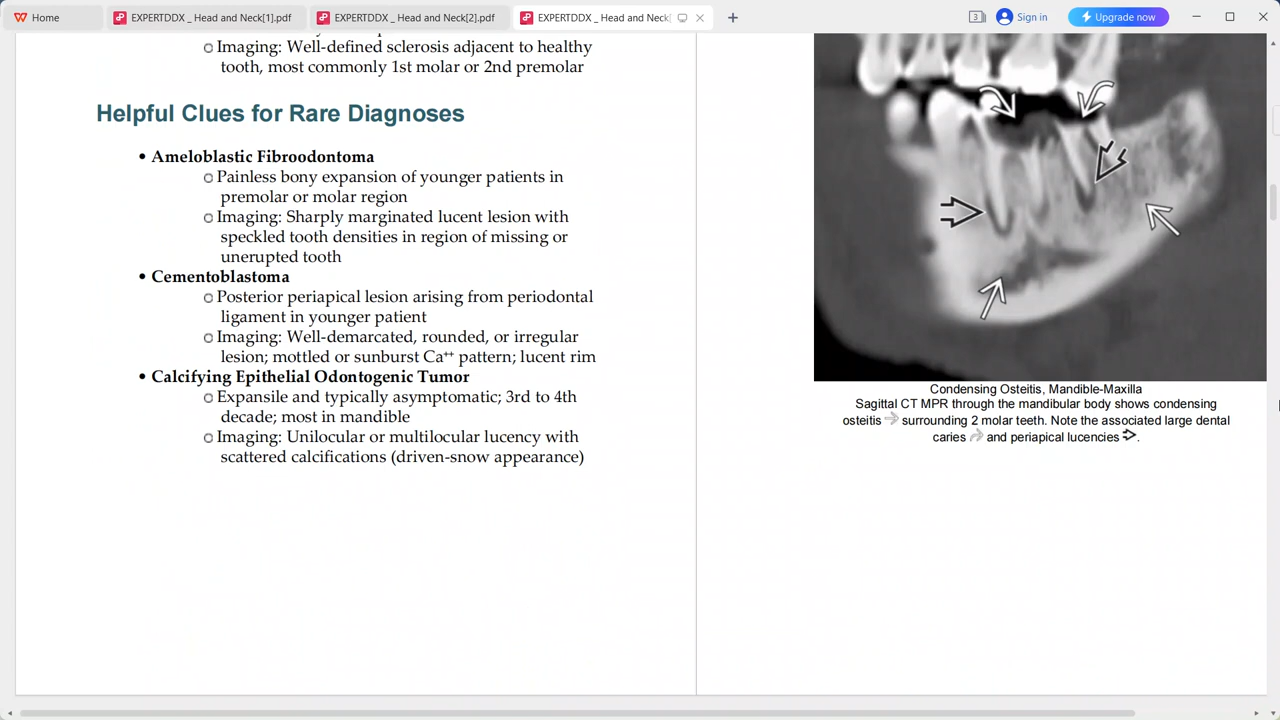 Home
EXPERTDDX _ Head and Neck[1].pdf
EXPERTDDX _ Head and Neck[2].pdf
EXPERTDDX _ Head and Neck[
3
Sign in
Upgrade now
Imaging: Well-defined sclerosis adjacent to healthy
tooth, most commonly 1st molar or 2nd premolar
Helpful Clues for Rare Diagnoses
• Ameloblastic Fibroodontoma
○ Painless bony expansion of younger patients in
premolar or molar region
○ Imaging: Sharply marginated lucent lesion with
speckled tooth densities in region of missing or
unerupted tooth
• Cementoblastoma
○ Posterior periapical lesion arising from periodontal
ligament in younger patient
○ Imaging: Well-demarcated, rounded, or irregular
lesion; mottled or sunburst Ca⁺⁺ pattern; lucent rim
• Calcifying Epithelial Odontogenic Tumor
○ Expansile and typically asymptomatic; 3rd to 4th
decade; most in mandible
○ Imaging: Unilocular or multilocular lucency with
scattered calcifications (driven-snow appearance)
Condensing Osteitis, Mandible-Maxilla
Sagittal CT MPR through the mandibular body shows condensing
osteitis surrounding 2 molar teeth. Note the associated large dental
caries and periapical lucencies .